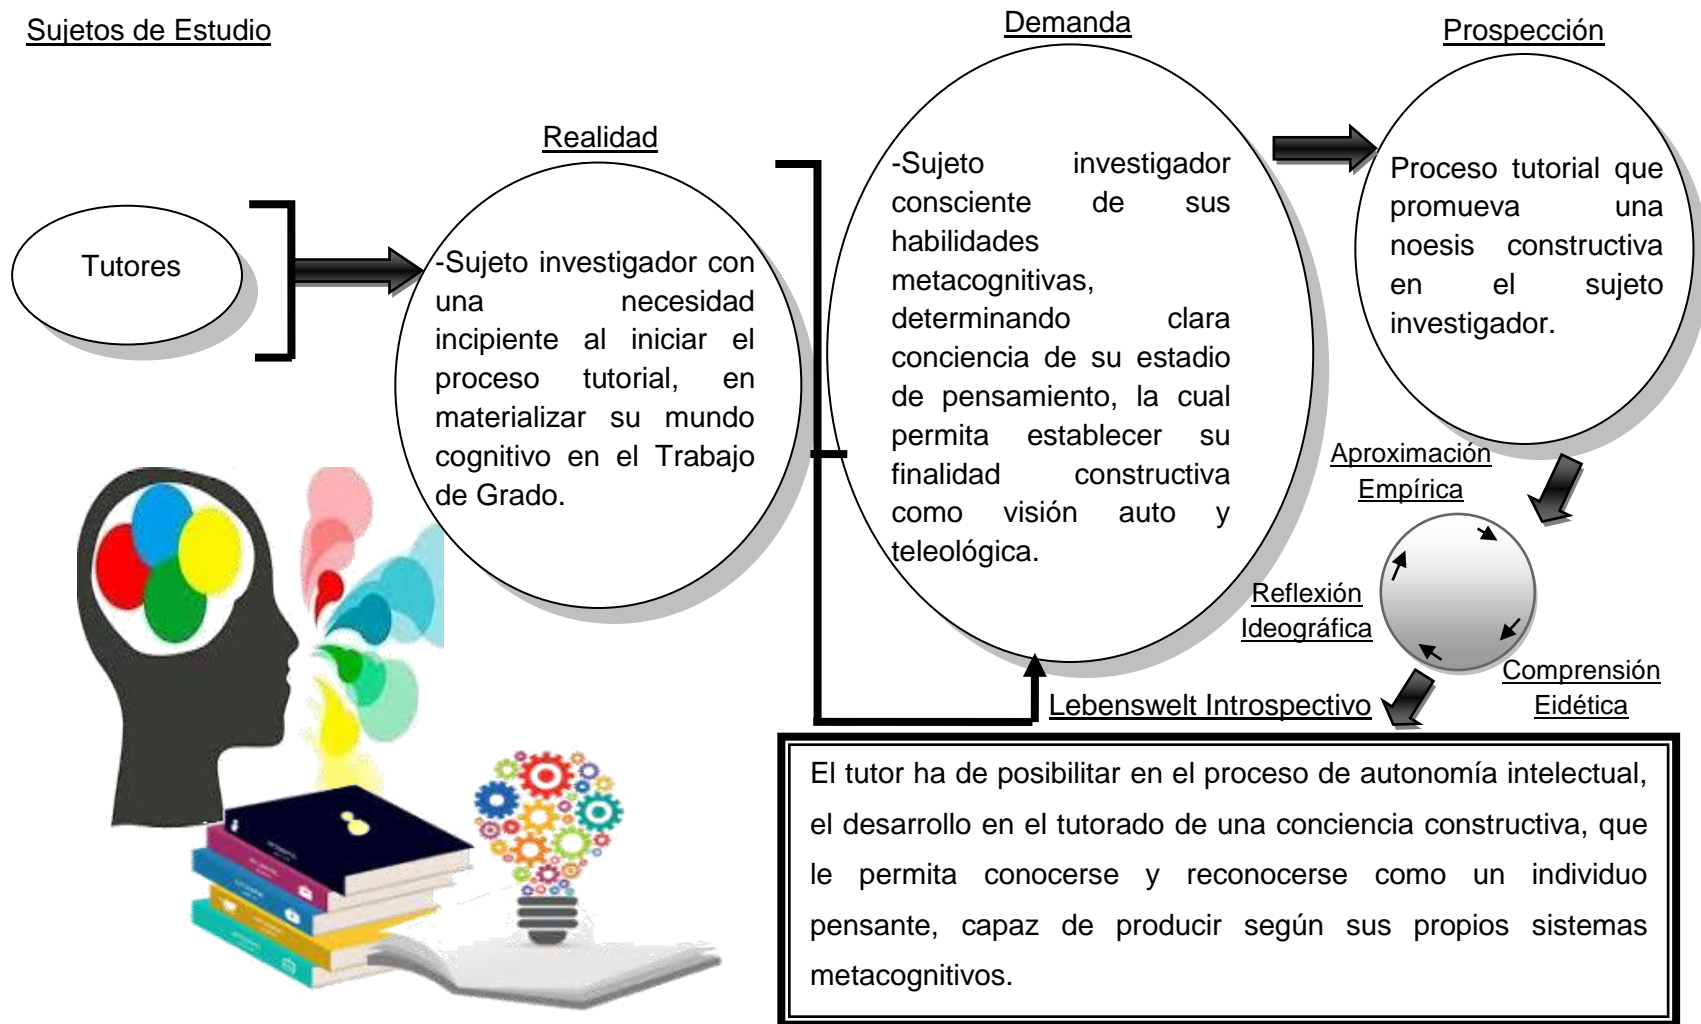 Sujetos de Estudio
Tutores
Realidad
-Sujeto investigador con
una necesidad
incipiente al iniciar el
proceso tutorial, en
materializar su mundo
cognitivo en el Trabajo
de Grado.
Demanda
-Sujeto investigador
consciente de sus
habilidades
metacognitivas,
determinando clara
conciencia de su estadio
de pensamiento, la cual
permita establecer su
finalidad constructiva
como visión auto y
teleológica.
Prospección
Proceso tutorial que
promueva una
noesis constructiva
en el sujeto
investigador.
Aproximación
Empírica
Reflexión
Ideográfica
Comprensión
Eidética
Lebenswelt Introspectivo
El tutor ha de posibilitar en el proceso de autonomía intelectual,
el desarrollo en el tutorado de una conciencia constructiva, que
le permita conocerse y reconocerse como un individuo
pensante, capaz de producir según sus propios sistemas
metacognitivos.